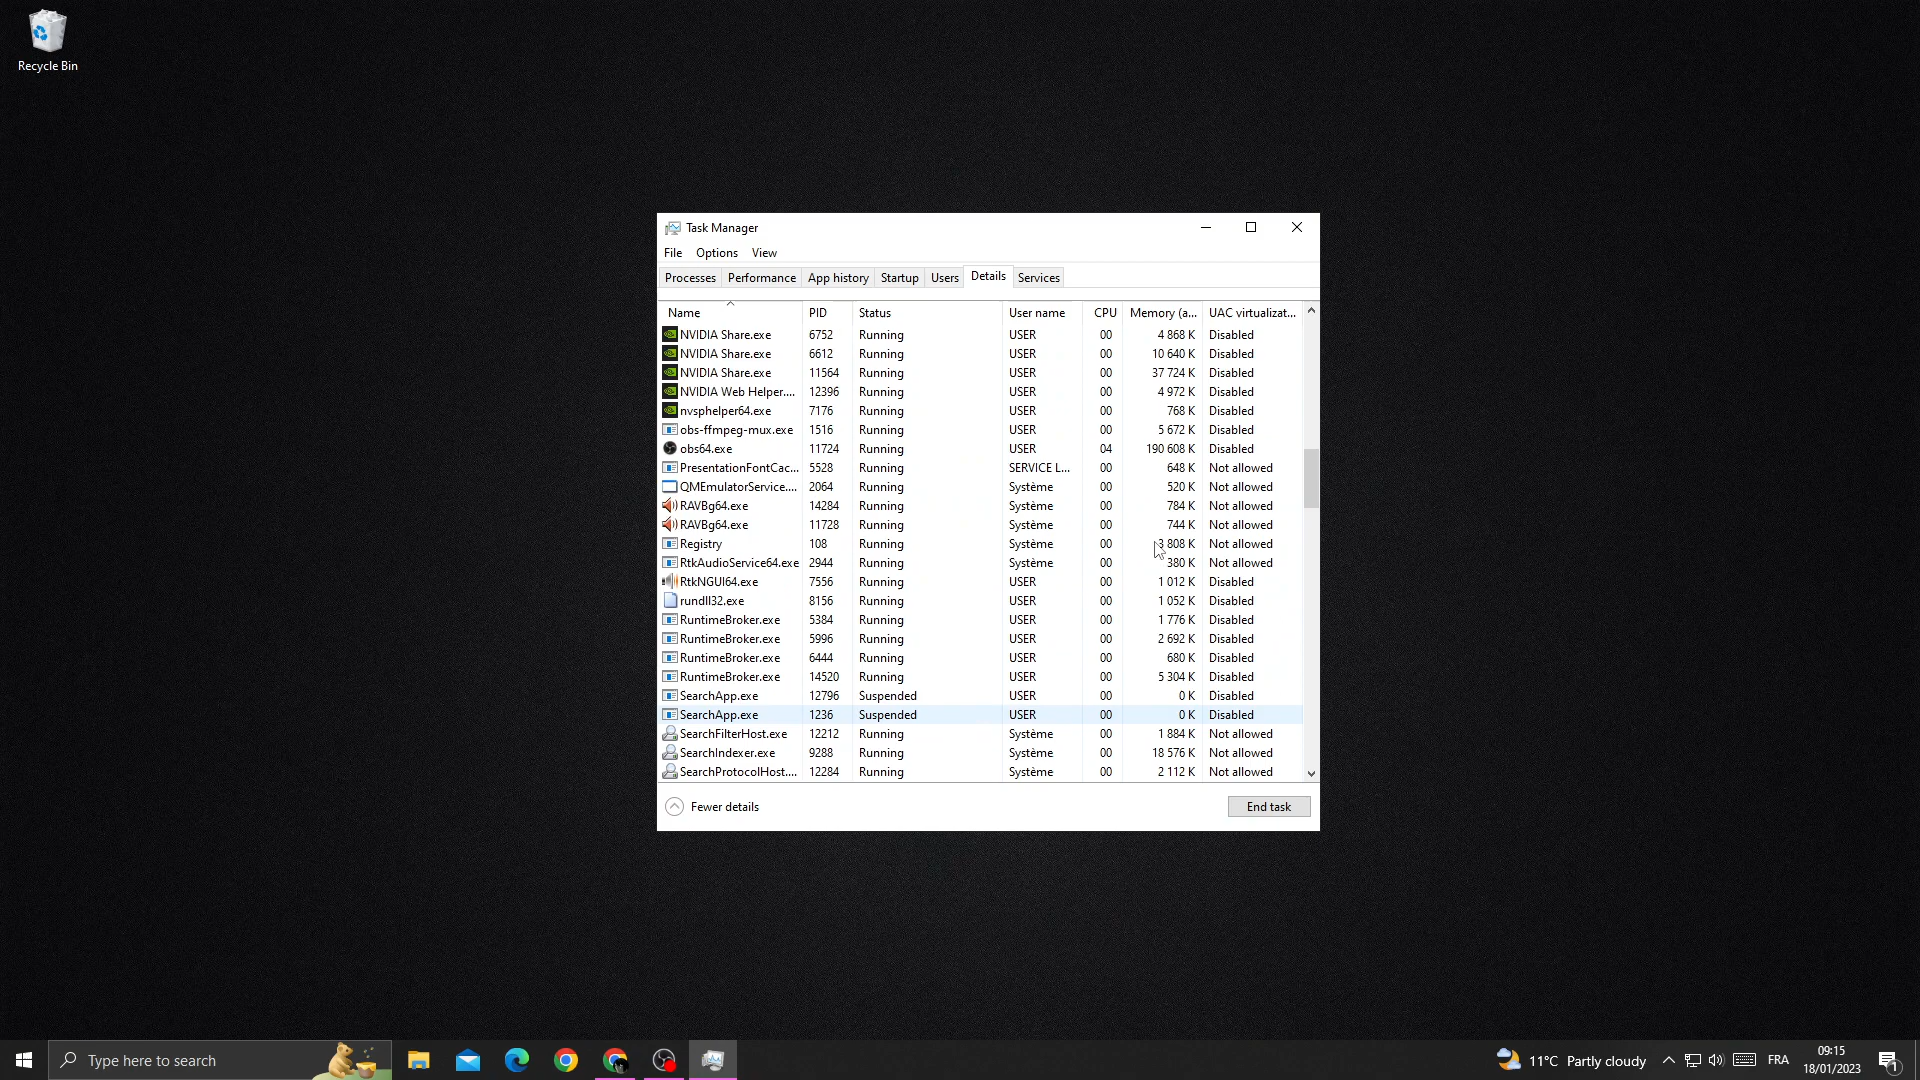 Recycle Bin
Task Manager
File Options View
Processes Performance App history Startup Users Details Services
Name PID Status User name CPU Memory (a... UAC virtualizat...
NVIDIA Share.exe 6752 Running USER 00 4 868 K Disabled
NVIDIA Share.exe 6612 Running USER 00 10 640 K Disabled
NVIDIA Share.exe 11564 Running USER 00 37 724 K Disabled
NVIDIA Web Helper.... 12396 Running USER 00 4 972 K Disabled
nvsphelper64.exe 7176 Running USER 00 768 K Disabled
obs-ffmpeg-mux.exe 1516 Running USER 00 5 672 K Disabled
obs64.exe 11724 Running USER 04 190 608 K Disabled
PresentationFontCac... 5528 Running SERVICE L... 00 648 K Not allowed
QMEmulatorService.... 2064 Running Système 00 520 K Not allowed
RAVBg64.exe 14284 Running Système 00 784 K Not allowed
RAVBg64.exe 11728 Running Système 00 744 K Not allowed
Registry 108 Running Système 00 3 808 K Not allowed
RtkAudioService64.exe 2944 Running Système 00 380 K Not allowed
RtkNGUI64.exe 7556 Running USER 00 1 012 K Disabled
rundll32.exe 8156 Running USER 00 1 052 K Disabled
RuntimeBroker.exe 5384 Running USER 00 1 776 K Disabled
RuntimeBroker.exe 5996 Running USER 00 2 692 K Disabled
RuntimeBroker.exe 6444 Running USER 00 680 K Disabled
RuntimeBroker.exe 14520 Running USER 00 5 304 K Disabled
SearchApp.exe 12796 Suspended USER 00 0 K Disabled
SearchApp.exe 1236 Suspended USER 00 0 K Disabled
SearchFilterHost.exe 12212 Running Système 00 1 884 K Not allowed
SearchIndexer.exe 9288 Running Système 00 18 576 K Not allowed
SearchProtocolHost.... 12284 Running Système 00 2 112 K Not allowed
Fewer details End task
Type here to search 11°C Partly cloudy FRA 09:15
18/01/2023 1